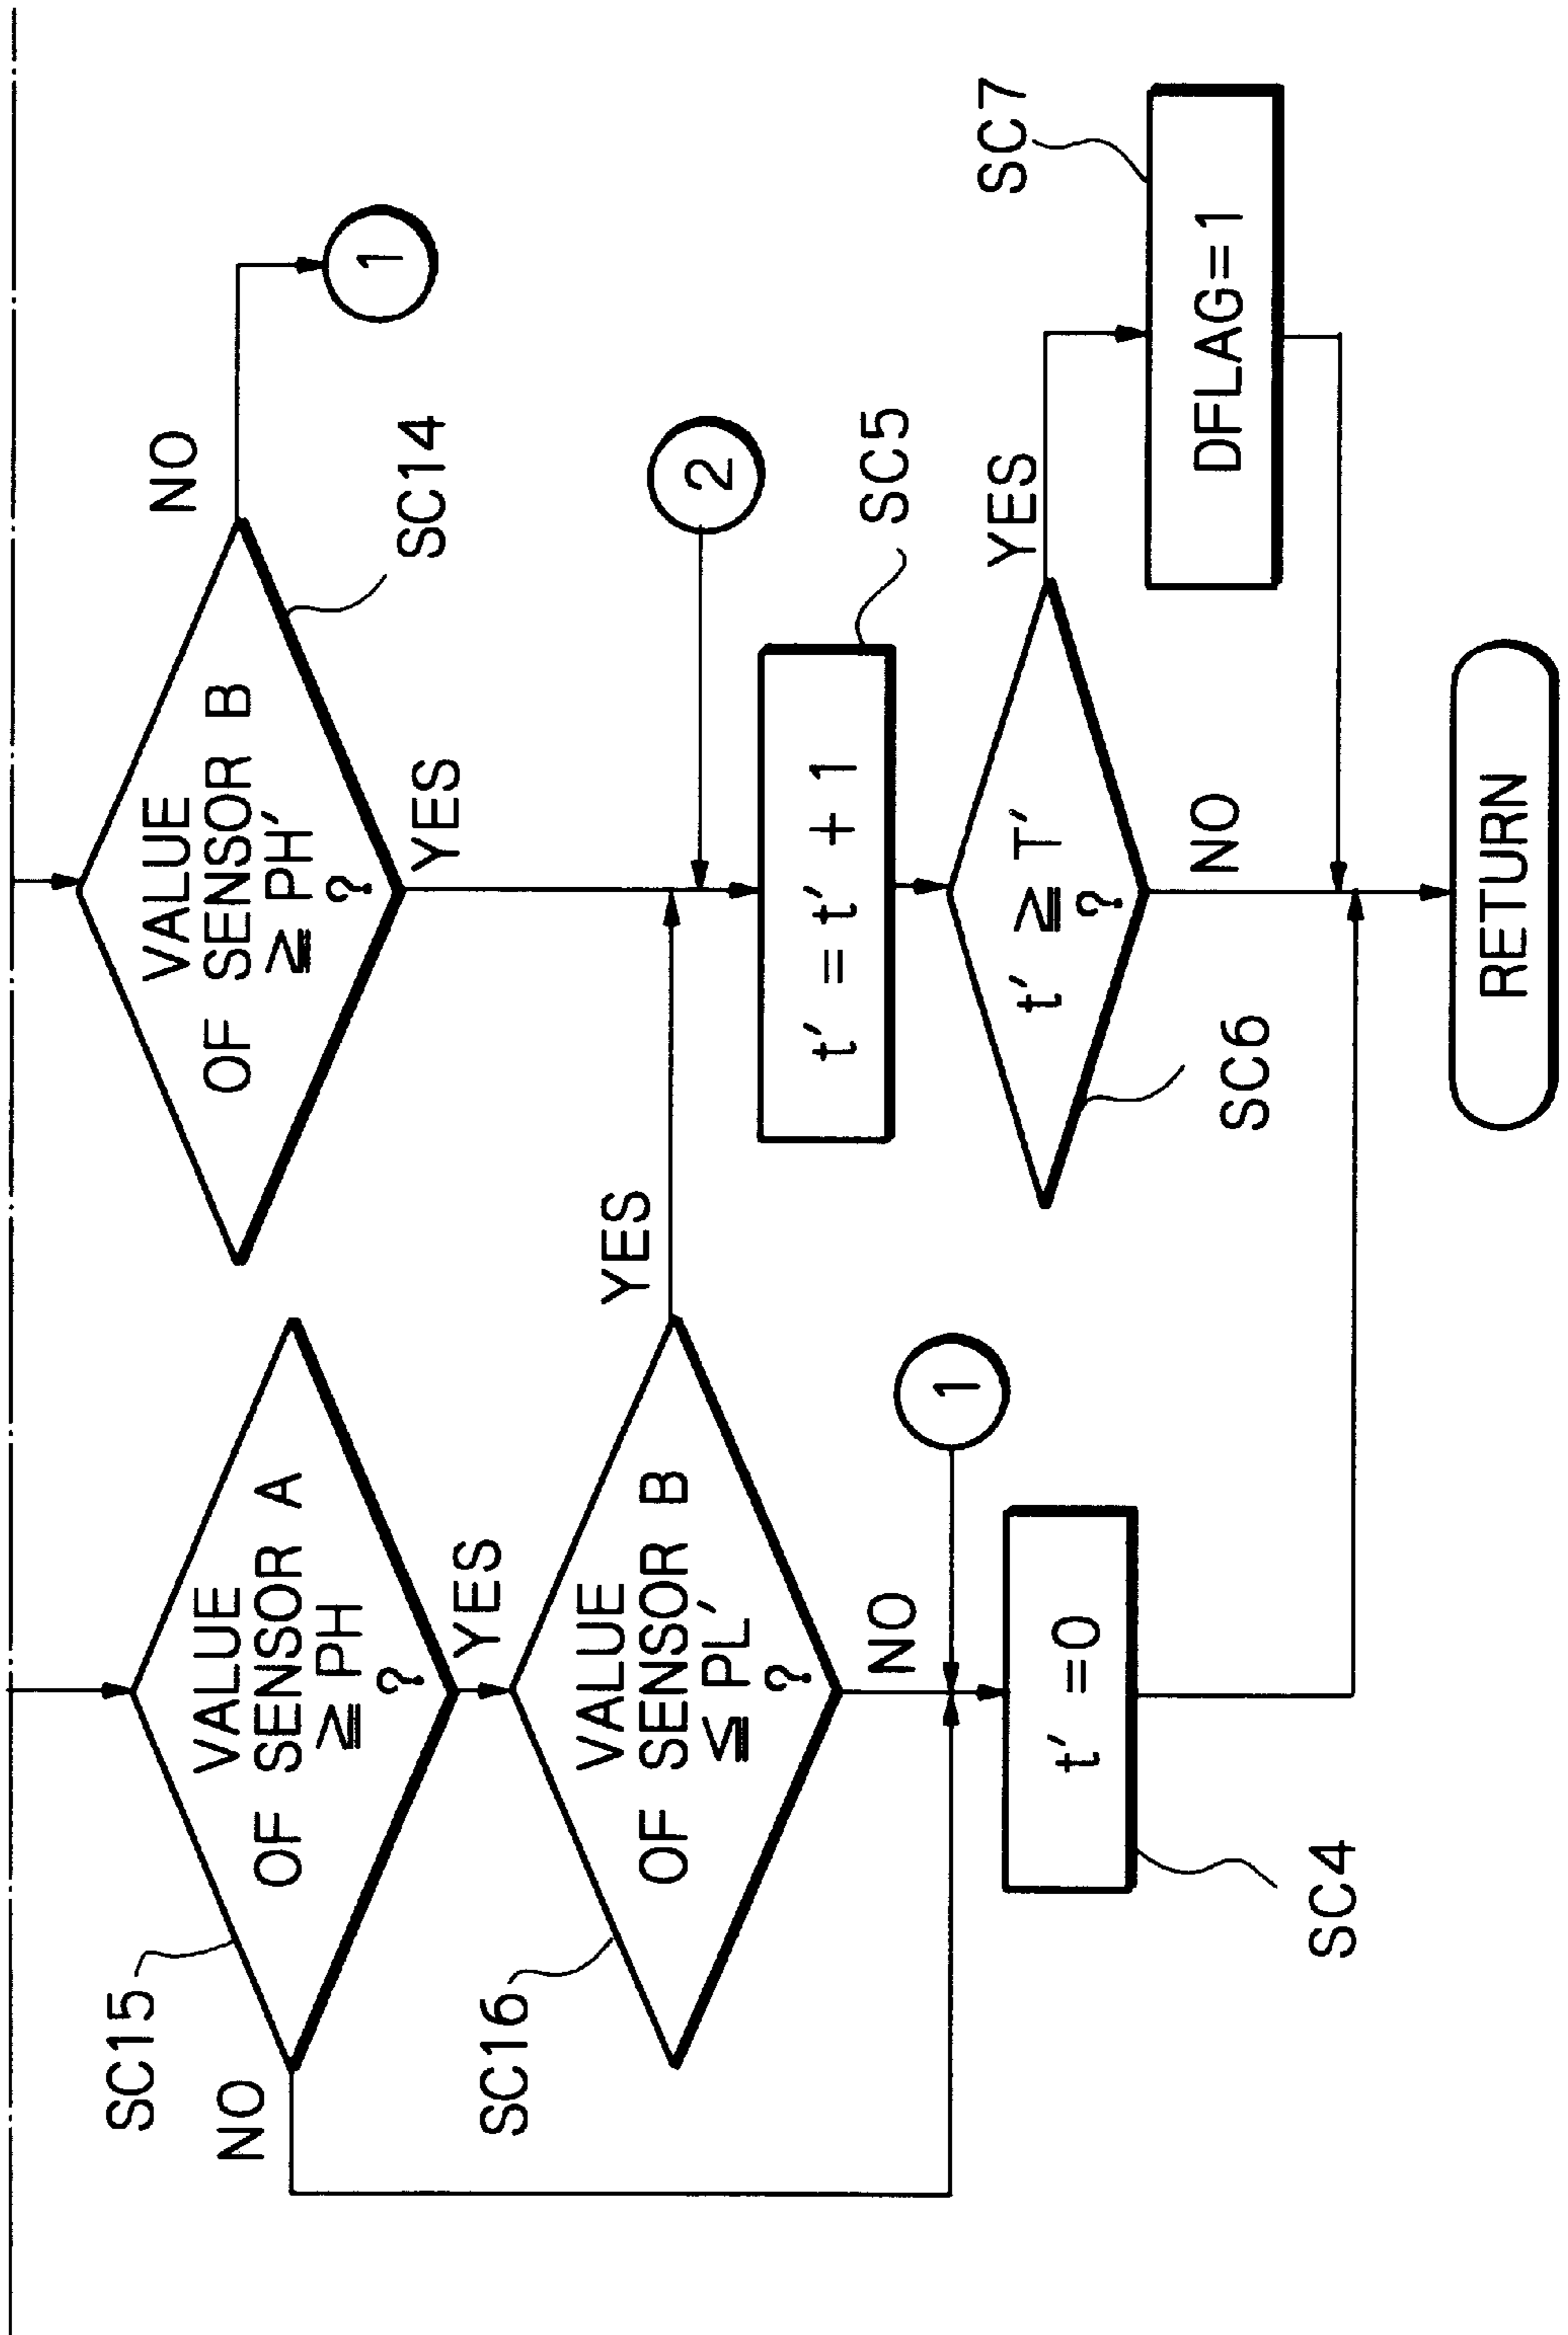 SC15
VALUE
OF SENSOR A
≧ PH
?
NO
YES
SC16
VALUE
OF SENSOR B
≦ PL′
?
YES
NO
1
t′ =0
SC4
VALUE
OF SENSOR B
≧ PH′
?
NO
1
SC14
YES
2
t′ = t′ + 1
SC5
t′ ≧ T′
?
YES
NO
SC6
DFLAG=1
SC7
RETURN